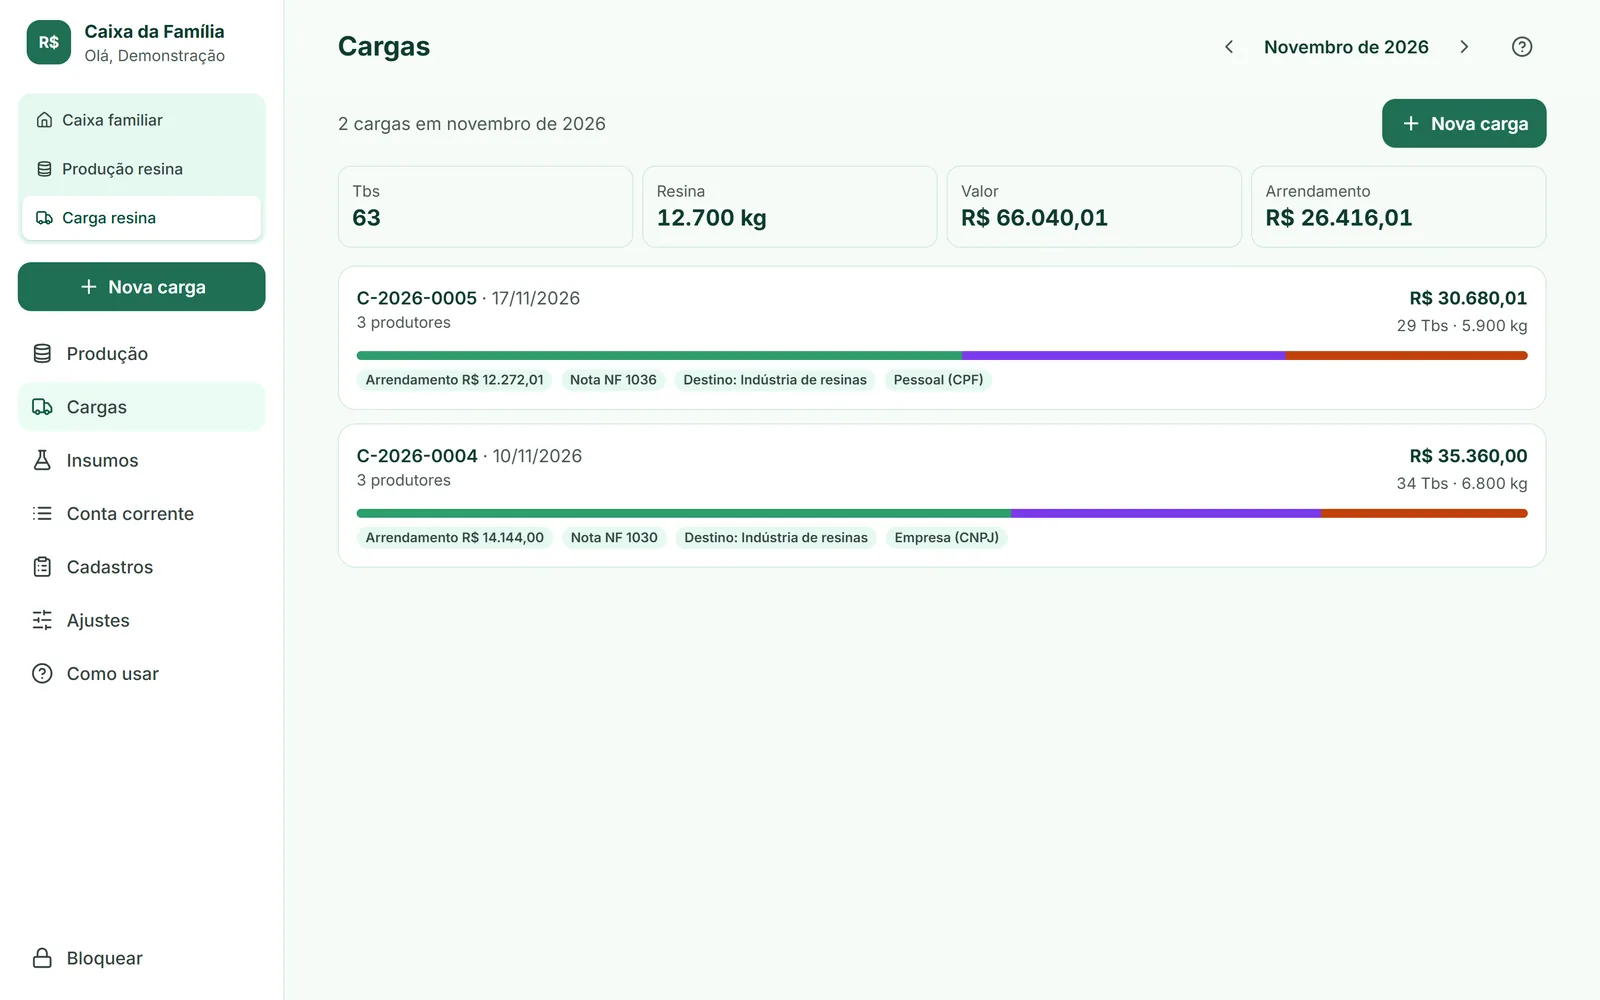 R$
Caixa da Família
Olá, Demonstração
Caixa familiar
Produção resina
Carga resina
Nova carga
Produção
Cargas
Insumos
Conta corrente
Cadastros
Ajustes
Como usar
Bloquear
Cargas
Novembro de 2026
2 cargas em novembro de 2026
Nova carga
Tbs
63
Resina
12.700 kg
Valor
R$ 66.040,01
Arrendamento
R$ 26.416,01
C-2026-0005 · 17/11/2026
R$ 30.680,01
3 produtores
29 Tbs · 5.900 kg
Arrendamento R$ 12.272,01
Nota NF 1036
Destino: Indústria de resinas
Pessoal (CPF)
C-2026-0004 · 10/11/2026
R$ 35.360,00
3 produtores
34 Tbs · 6.800 kg
Arrendamento R$ 14.144,00
Nota NF 1030
Destino: Indústria de resinas
Empresa (CNPJ)